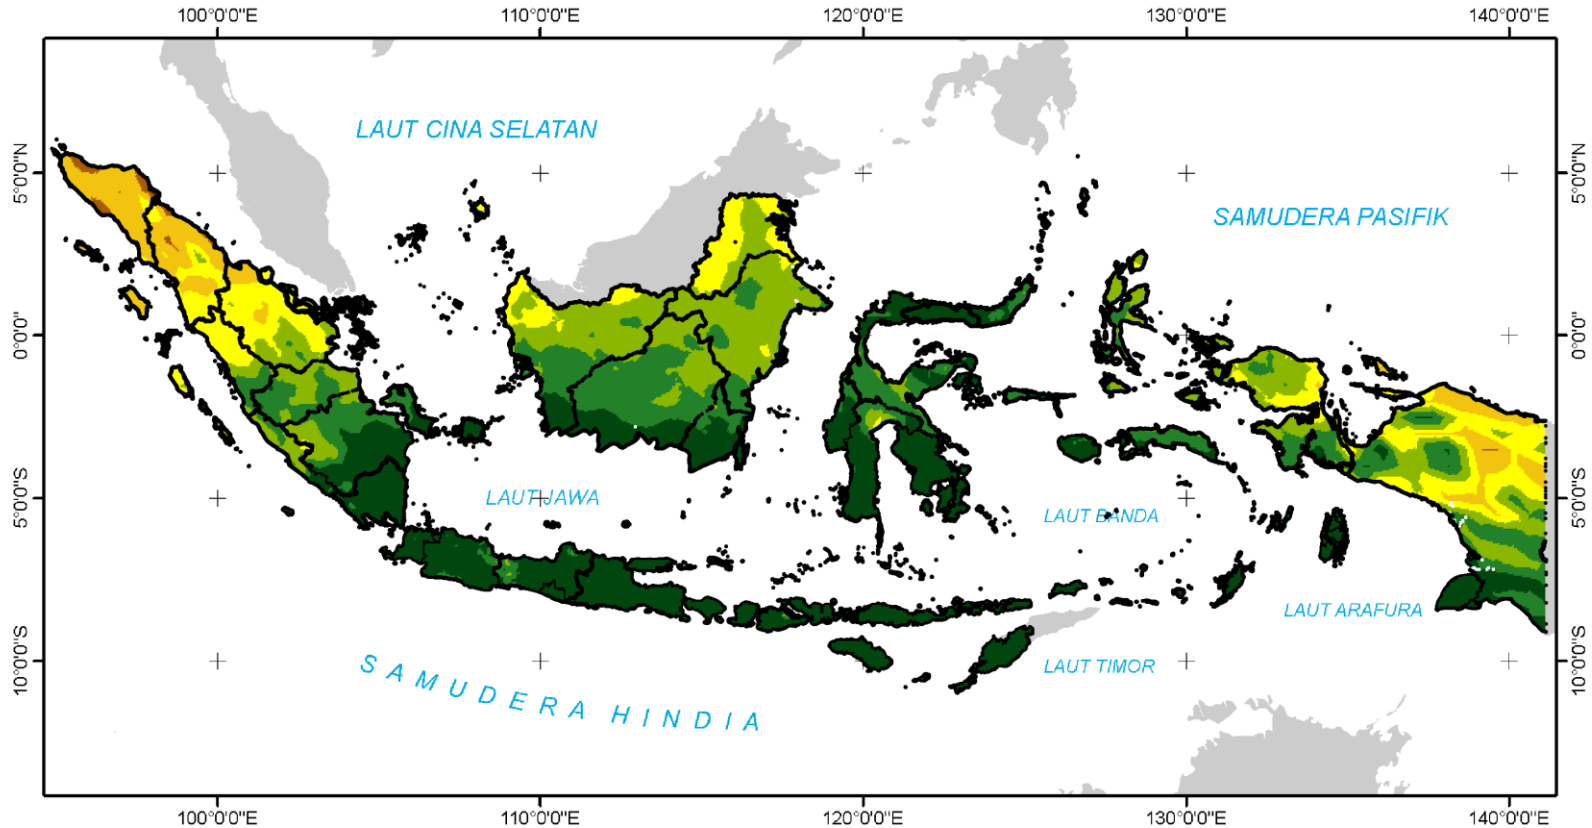 100°0'0"E 110°0'0"E 120°0'0"E 130°0'0"E 140°0'0"E
LAUT CINA SELATAN
5°0'0"N 5°0'0"N
SAMUDERA PASIFIK
0°0'0" 0°0'0"
LAUT JAWA
5°0'0"S 5°0'0"S
LAUT BANDA
LAUT ARAFURA
10°0'0"S 10°0'0"S
LAUT TIMOR
SAMUDERA HINDIA
100°0'0"E 110°0'0"E 120°0'0"E 130°0'0"E 140°0'0"E